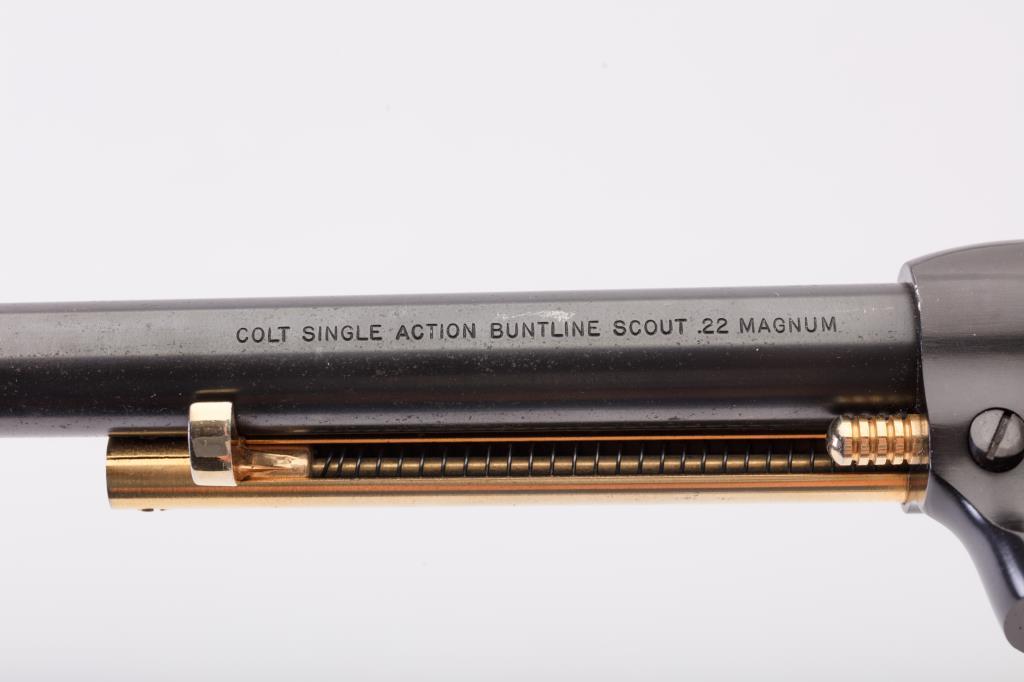 COLT SINGLE ACTION BUNTLINE SCOUT .22 MAGNUM